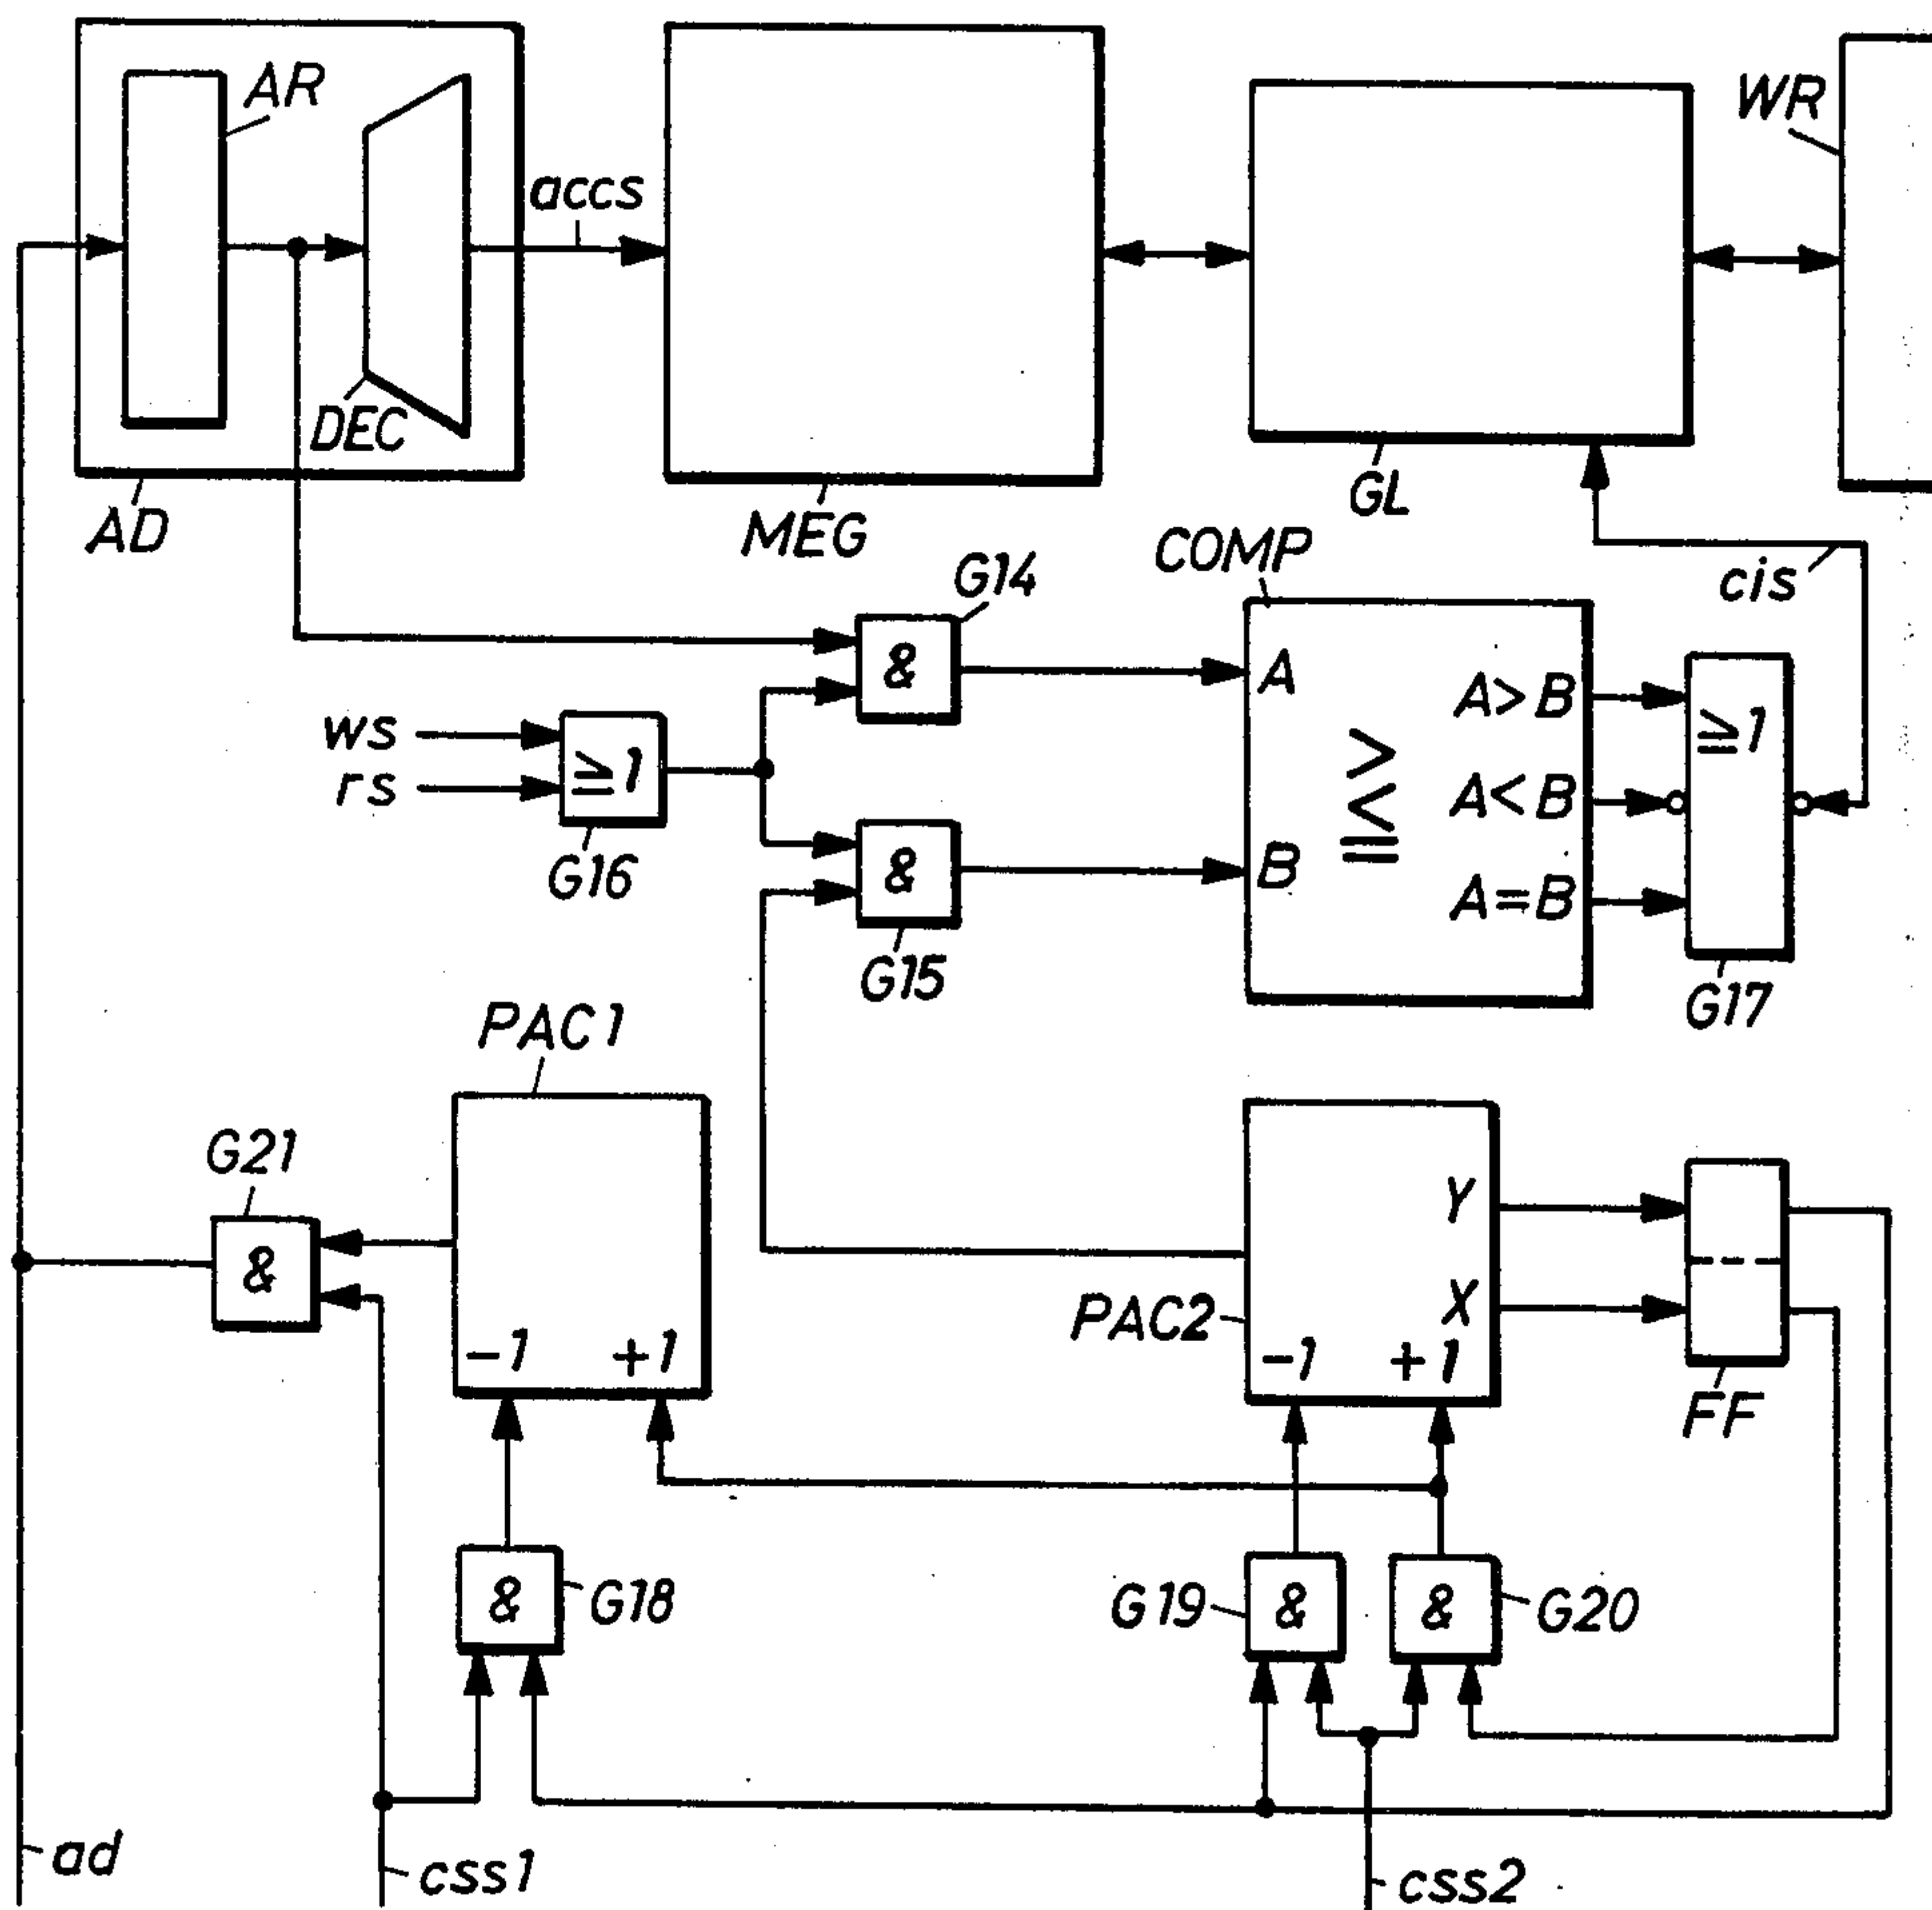 AR
WR
accs
DEC
AD
MEG
GL
COMP
cis
G14
&
A
A>B
≥1
ws
rs
≥1
>
<
=
A<B
B
A=B
&
G16
G15
G17
PAC1
G21
PAC2
Y
X
&
-1
+1
-1
+1
FF
&
G18
G19
&
&
G20
ad
css1
css2